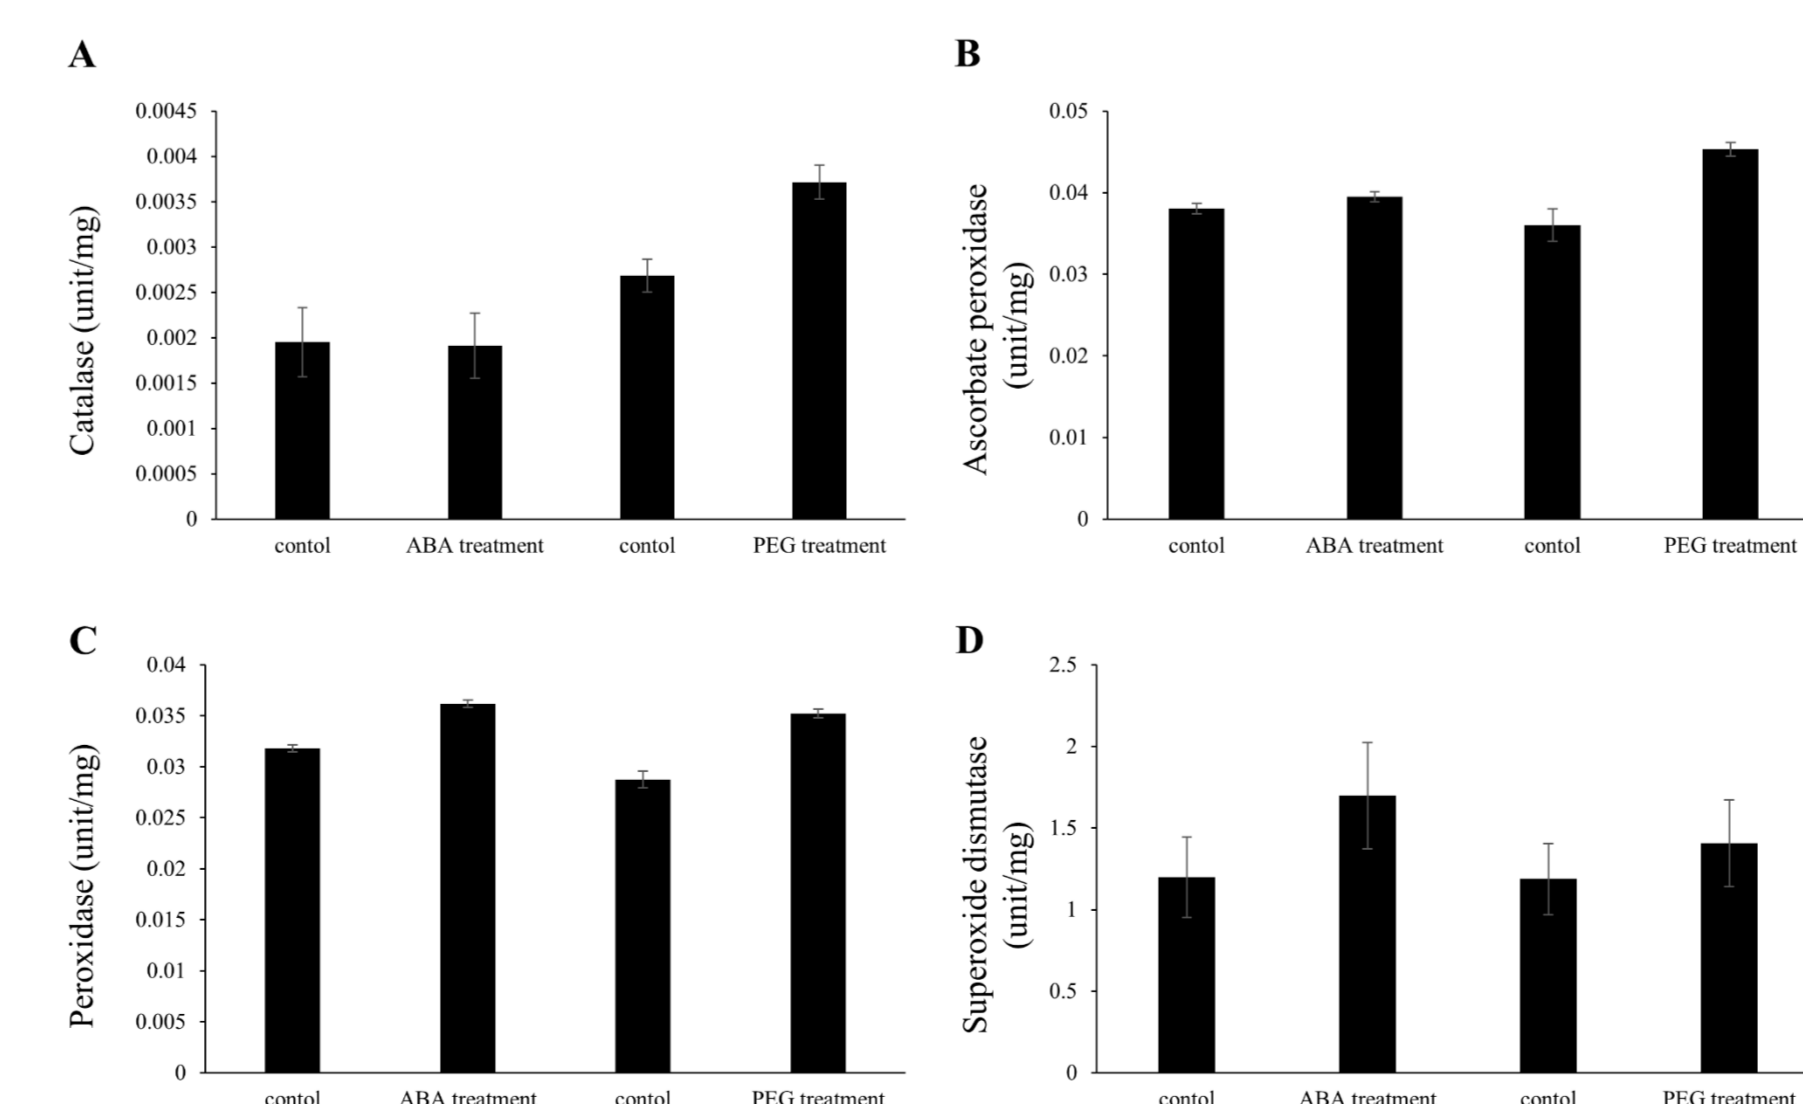 A
Catalase (unit/mg)
0.0045
0.004
0.0035
0.003
0.0025
0.002
0.0015
0.001
0.0005
0
contol ABA treatment contol PEG treatment
B
Ascorbate peroxidase
(unit/mg)
0.05
0.04
0.03
0.02
0.01
0
contol ABA treatment contol PEG treatment
C
Peroxidase (unit/mg)
0.04
0.035
0.03
0.025
0.02
0.015
0.01
0.005
0
contol ABA treatment contol PEG treatment
D
Superoxide dismutase
(unit/mg)
2.5
2
1.5
1
0.5
0
contol ABA treatment contol PEG treatment